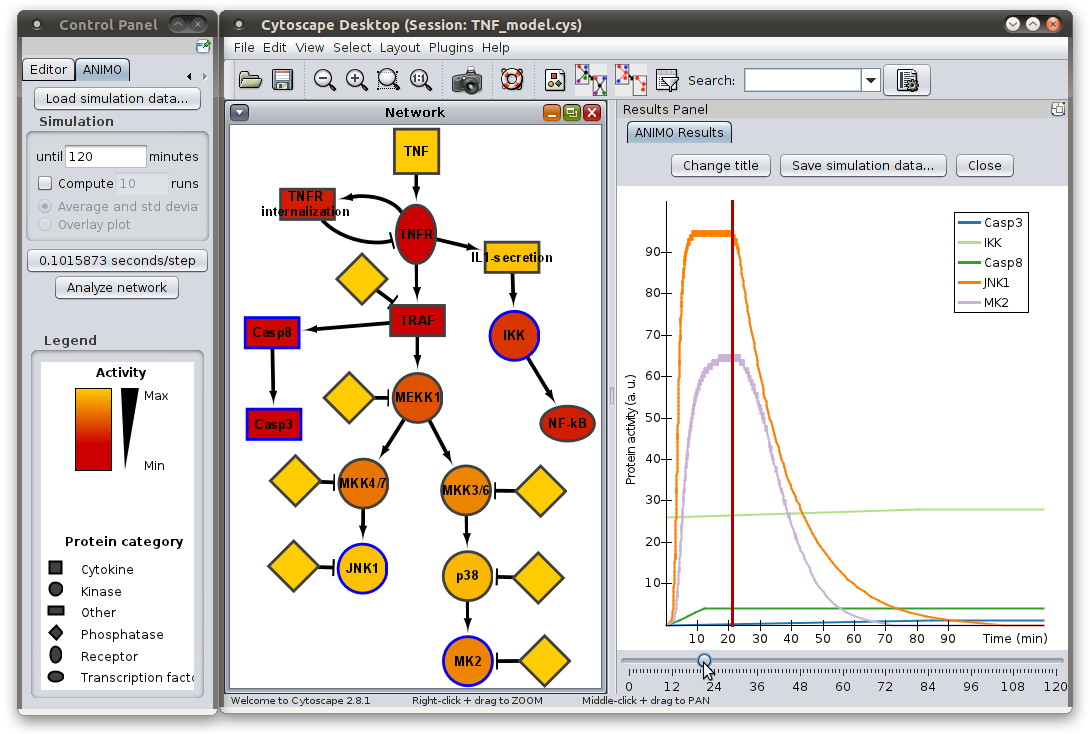 Control Panel
Editor
ANIMO
Load simulation data...
Simulation
until 120 minutes
Compute 10 runs
Average and std devia
Overlay plot
0.1015873 seconds/step
Analyze network
Legend
Activity
Max
Min
Protein category
Cytokine
Kinase
Other
Phosphatase
Receptor
Transcription facto
Cytoscape Desktop (Session: TNF_model.cys)
File Edit View Select Layout Plugins Help
1:1
Search:
Network
TNF
TNFR
internalization
TNFR
IL1-secretion
TRAF
Casp8
IKK
MEKK1
Casp3
NF-kB
MKK4/7
MKK3/6
JNK1
p38
MK2
Results Panel
ANIMO Results
Change title
Save simulation data...
Close
Casp3
IKK
Casp8
JNK1
MK2
Protein activity (a. u.)
90
80
70
60
50
40
30
20
10
10 20 30 40 50 60 70 80 90 Time (min)
0 12 24 36 48 60 72 84 96 108 120
Welcome to Cytoscape 2.8.1 Right-click + drag to ZOOM Middle-click + drag to PAN